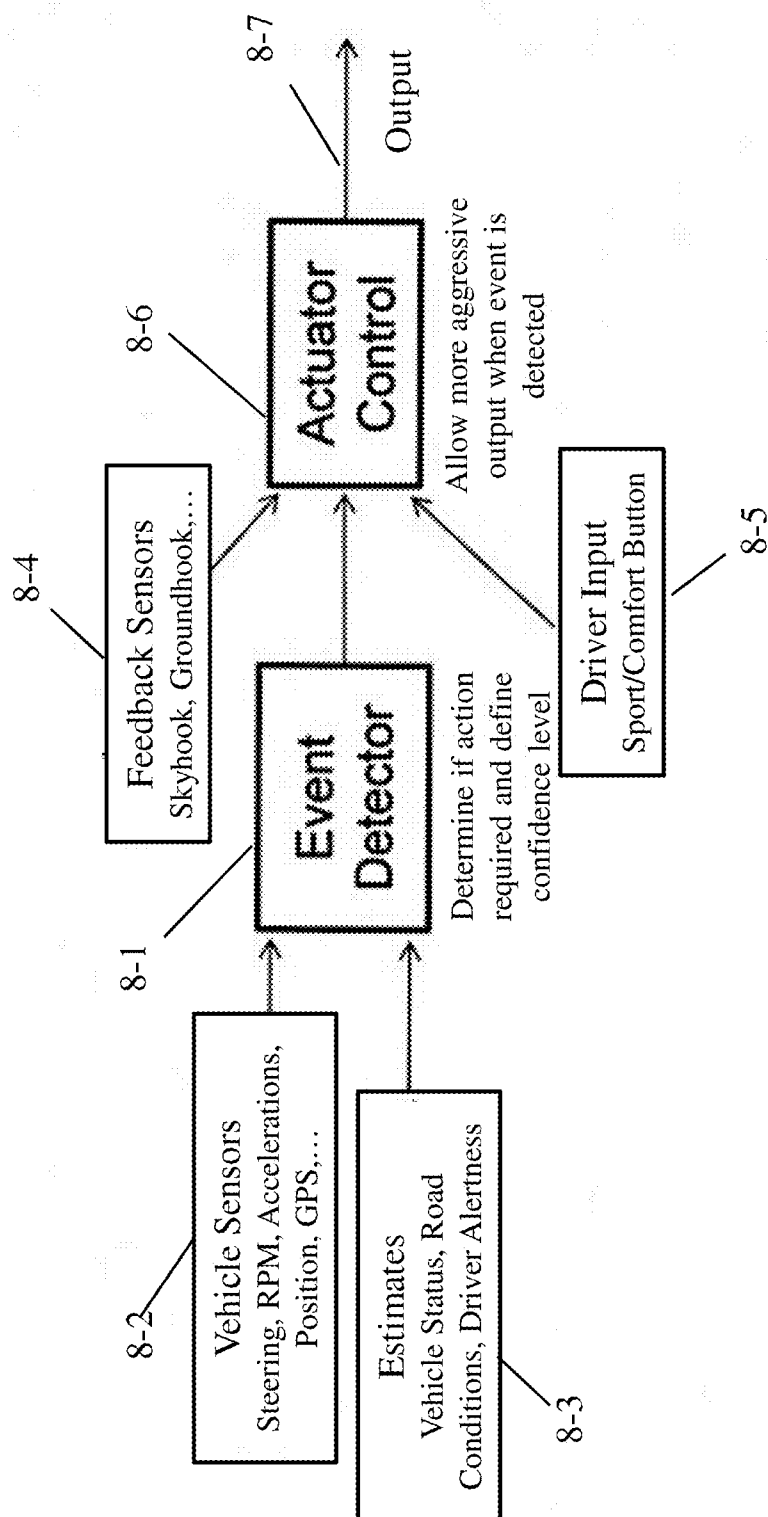 8-2
Vehicle Sensors
Steering, RPM, Accelerations,
Position, GPS,...
Estimates
Vehicle Status, Road
Conditions, Driver Alertness
8-3
8-1
Event
Detector
Determine if action
required and define
confidence level
8-4
Feedback Sensors
Skyhook, Groundhook,...
Driver Input
Sport/Comfort Button
8-5
8-6
Actuator
Control
Allow more aggressive
output when event is
detected
8-7
Output